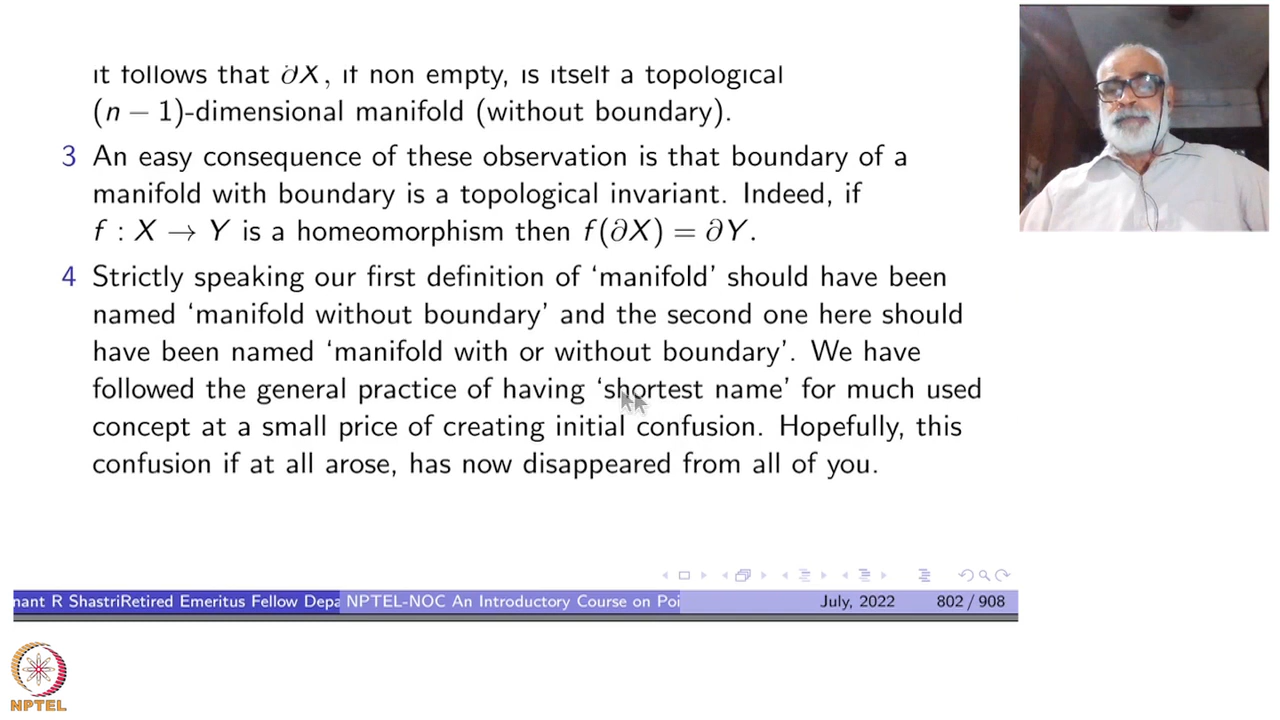 it follows that ∂X, if non empty, is itself a topological
(n − 1)-dimensional manifold (without boundary).
3 An easy consequence of these observation is that boundary of a
manifold with boundary is a topological invariant. Indeed, if
f : X → Y is a homeomorphism then f(∂X) = ∂Y.
4 Strictly speaking our first definition of ‘manifold’ should have been
named ‘manifold without boundary’ and the second one here should
have been named ‘manifold with or without boundary’. We have
followed the general practice of having ‘shortest name’ for much used
concept at a small price of creating initial confusion. Hopefully, this
confusion if at all arose, has now disappeared from all of you.
nant R ShastriRetired Emeritus Fellow Depa NPTEL-NOC An Introductory Course on Poi July, 2022 802 / 908
NPTEL